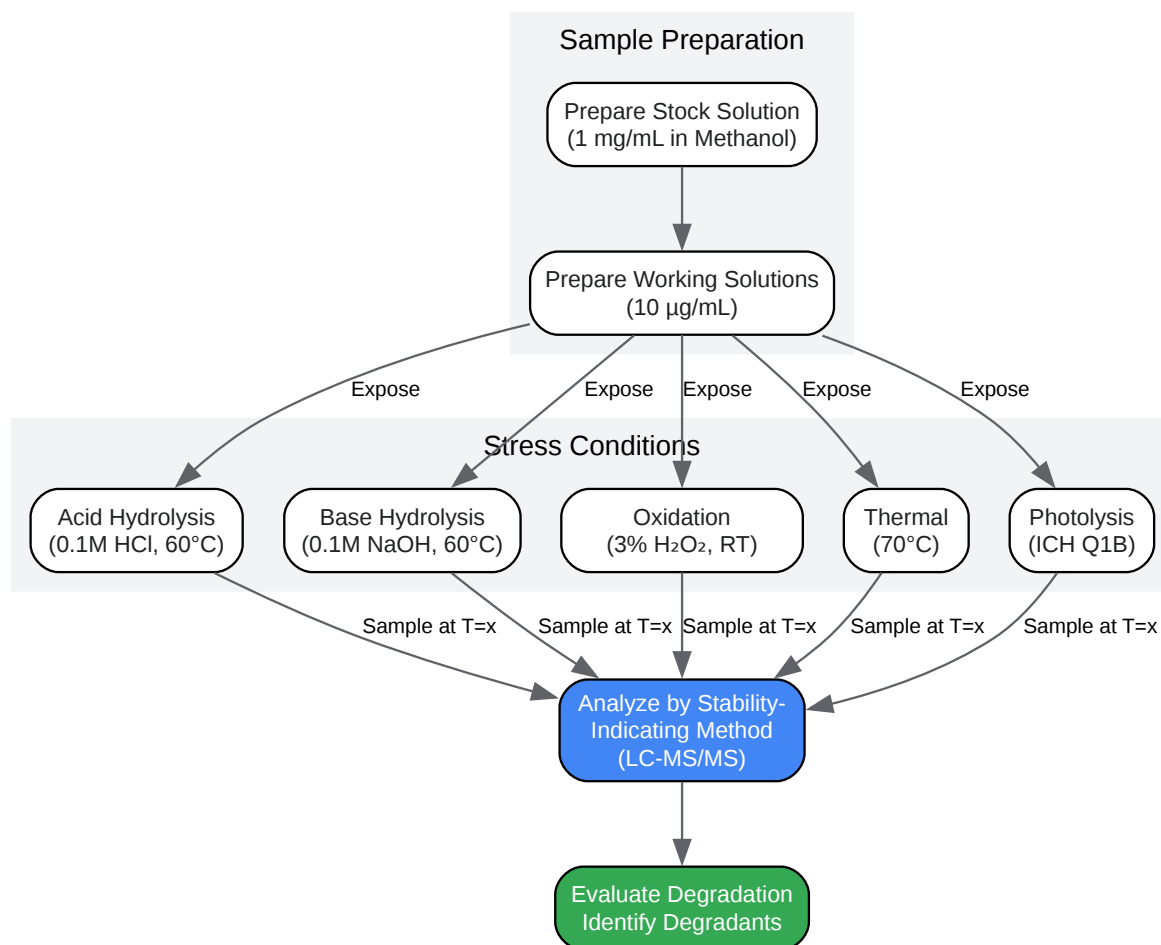 Sample Preparation
Prepare Stock Solution
(1 mg/mL in Methanol)
Prepare Working Solutions
(10 µg/mL)
Expose
Expose
Expose
Expose
Expose
Stress Conditions
Acid Hydrolysis
(0.1M HCl, 60°C)
Base Hydrolysis
(0.1M NaOH, 60°C)
Oxidation
(3% H₂O₂, RT)
Thermal
(70°C)
Photolysis
(ICH Q1B)
Sample at T=x
Sample at T=x
Sample at T=x
Sample at T=x
Sample at T=x
Analyze by Stability-
Indicating Method
(LC-MS/MS)
Evaluate Degradation
Identify Degradants